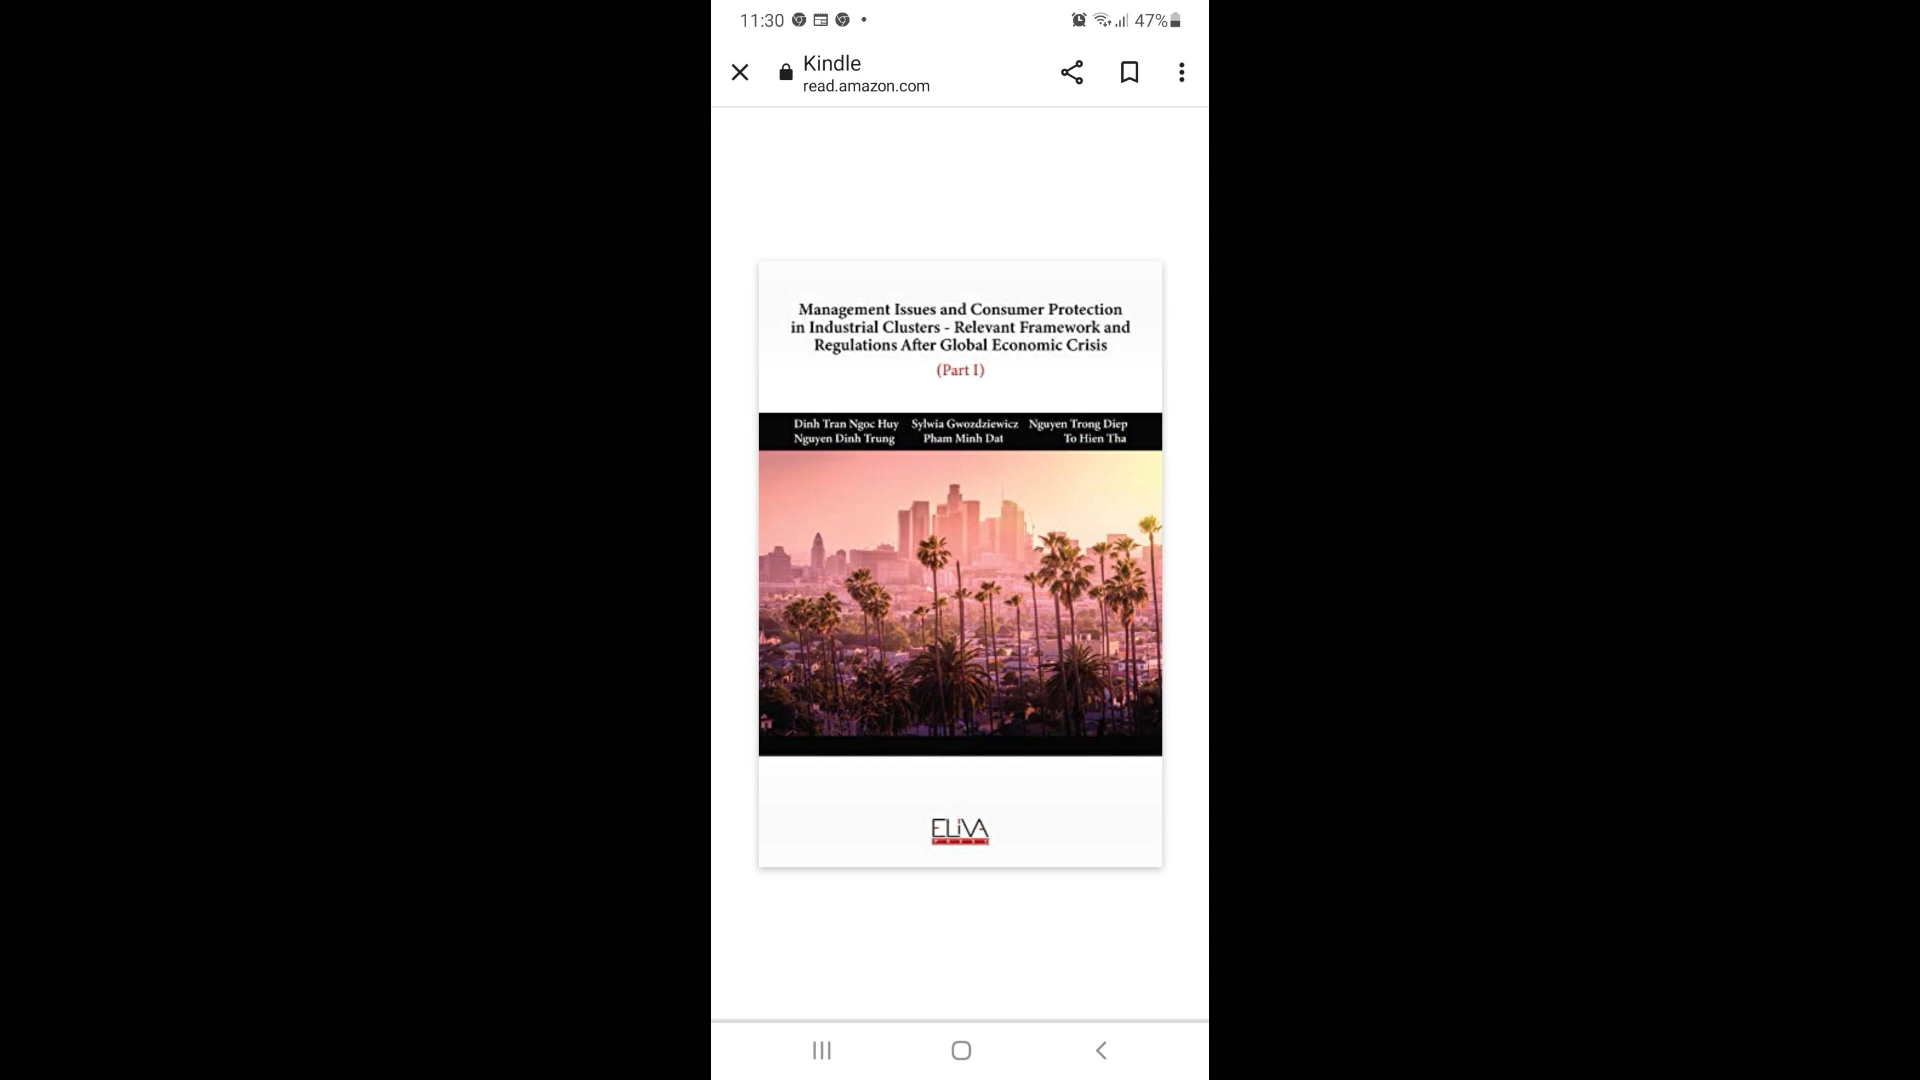 11:30
47%
Kindle
read.amazon.com
Management Issues and Consumer Protection
in Industrial Clusters - Relevant Framework and
Regulations After Global Economic Crisis
(Part I)
Dinh Tran Ngoc Huy Sylwia Gwozdziewicz Nguyen Trong Diep
Nguyen Dinh Trung Pham Minh Dat To Hien Tha
ELiVA
PRESS